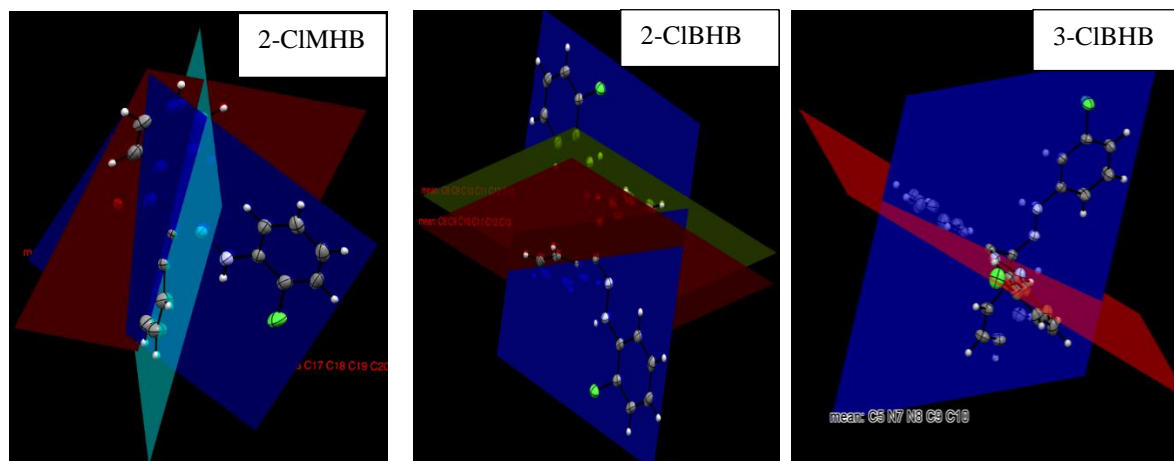 2-ClMHB
2-ClBHB
3-ClBHB
C17 C18 C19 C20
mean: C5 N7 N8 C9 C10